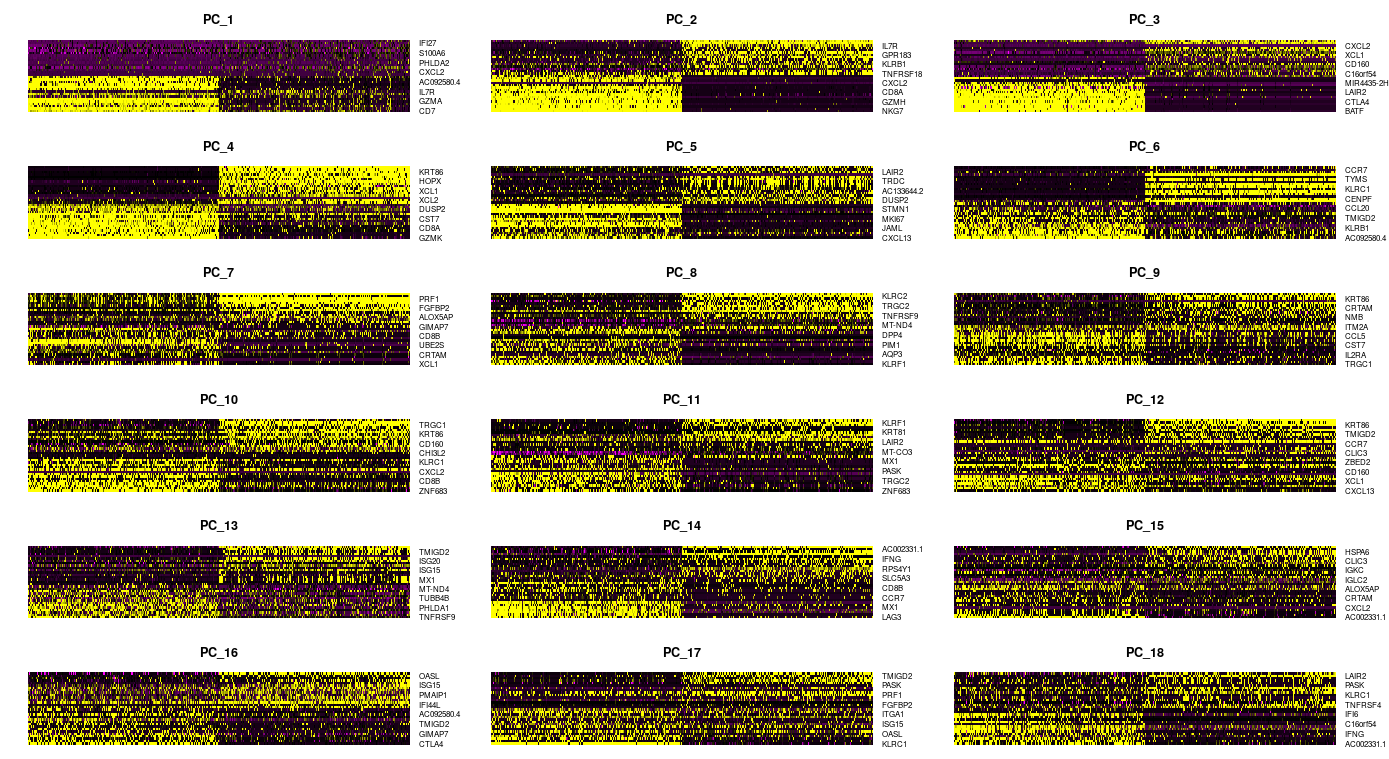 PC_1
IFI27
S100A6
PHLDA2
CXCL2
AC092580.4
IL7R
GZMA
CD7
PC_2
IL7R
GPR183
KLRB1
TNFRSF18
CXCL2
CD8A
GZMH
NKG7
PC_3
CXCL2
XCL1
CD160
C16orf54
MIR4435-2H
LAIR2
CTLA4
BATF
PC_4
KRT86
HOPX
XCL1
XCL2
DUSP2
CST7
CD8A
GZMK
PC_5
LAIR2
TRDC
AC133644.2
DUSP2
STMN1
MKI67
JAML
CXCL13
PC_6
CCR7
TYMS
KLRC1
CENPF
CCL20
TMIGD2
KLRB1
AC092580.4
PC_7
PRF1
FGFBP2
ALOX5AP
GIMAP7
CD8B
UBE2S
CRTAM
XCL1
PC_8
KLRC2
TRGC2
TNFRSF9
MT-ND4
DPP4
PIM1
AQP3
KLRF1
PC_9
KRT86
CRTAM
NMB
ITM2A
CCL5
CST7
IL2RA
TRGC1
PC_10
TRGC1
KRT86
CD160
CHI3L2
KLRC1
CXCL2
CD8B
ZNF683
PC_11
KLRF1
KRT81
LAIR2
MT-CO3
MX1
PASK
TRGC2
ZNF683
PC_12
KRT86
TMIGD2
CCR7
CLIC3
ZBED2
CD160
XCL1
CXCL13
PC_13
TMIGD2
ISG20
ISG15
MX1
MT-ND4
TUBB4B
PHLDA1
TNFRSF9
PC_14
AC002331.1
IFNG
RPS4Y1
SLC5A3
CD8B
CCR7
MX1
LAG3
PC_15
HSPA6
CLIC3
IGKC
IGLC2
ALOX5AP
CRTAM
CXCL2
AC002331.1
PC_16
OASL
ISG15
PMAIP1
IFI44L
AC092580.4
TMIGD2
GIMAP7
CTLA4
PC_17
TMIGD2
PASK
PRF1
FGFBP2
ITGA1
ISG15
OASL
KLRC1
PC_18
LAIR2
PASK
KLRC1
TNFRSF4
IFI6
C16orf54
IFNG
AC002331.1